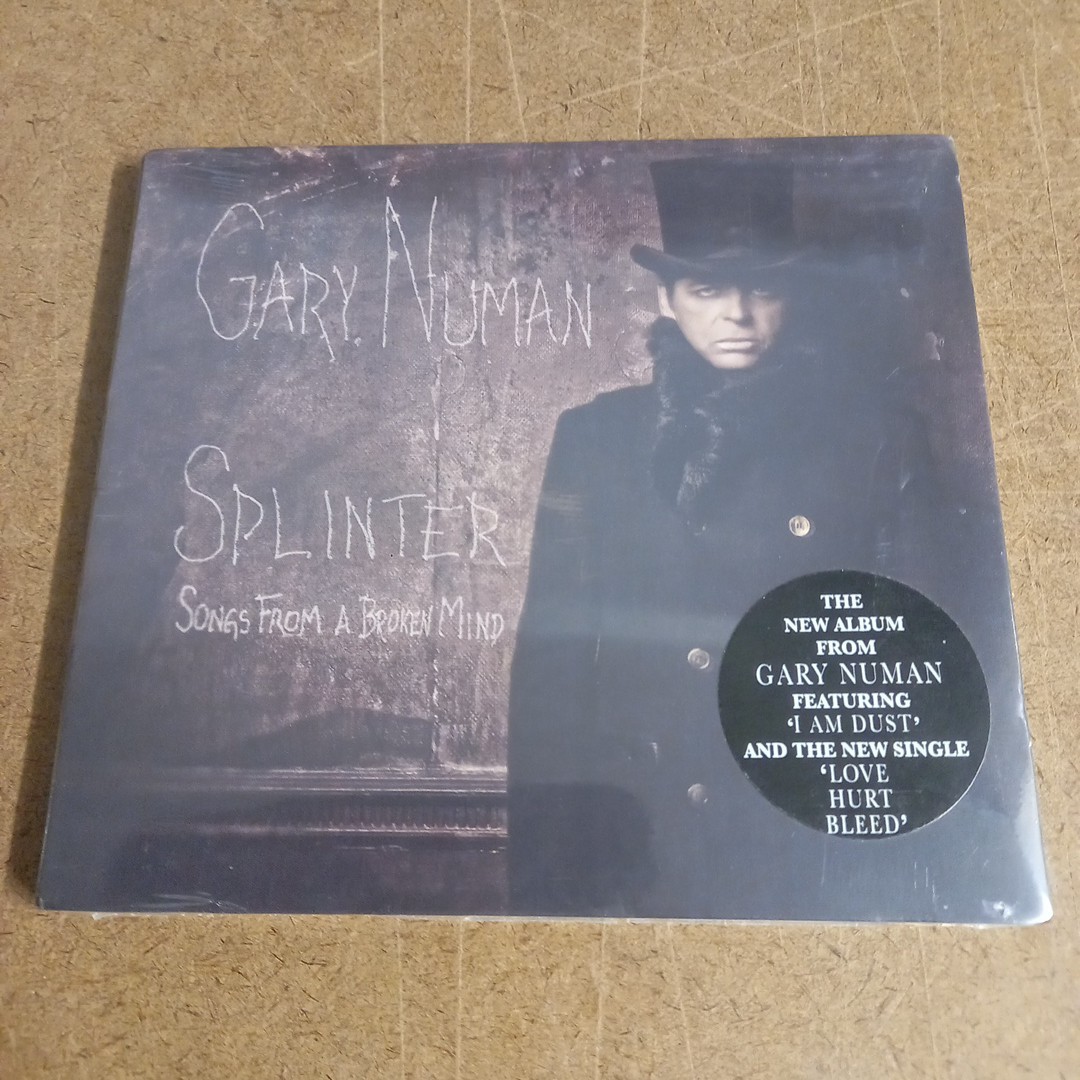 GARY NUMAN
SPLINTER
SONGS FROM A BROKEN MIND
THE
NEW ALBUM
FROM
GARY NUMAN
FEATURING
‘I AM DUST’
AND THE NEW SINGLE
‘LOVE
HURT
BLEED’